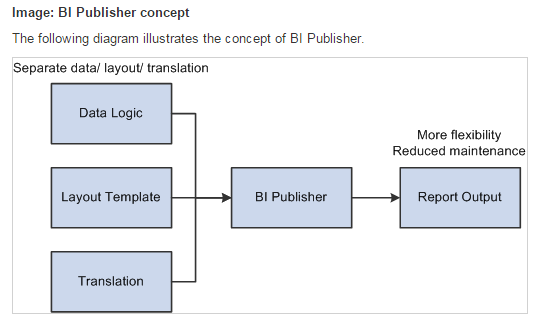 Image: BI Publisher concept
The following diagram illustrates the concept of BI Publisher.
Separate data/ layout/ translation
Data Logic
More flexibility
Reduced maintenance
Layout Template
BI Publisher
Report Output
Translation